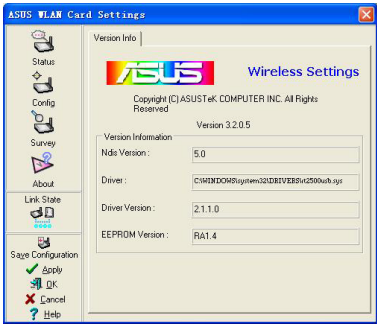 ASUS WLAN Card Settings
Status
Config
Survey
About
Link State
Save Configuration
Apply
OK
Cancel
Help
Version Info
ASUS
Wireless Settings
Copyright (C) ASUSTeK COMPUTER INC. All Rights
Reserved
Version 3.2.0.5
Version Information
Ndis Version :
5.0
Driver :
C:\WINDOWS\system32\DRIVERS\rt2500usb.sys
Driver Version :
2.1.1.0
EEPROM Version :
RA1.4